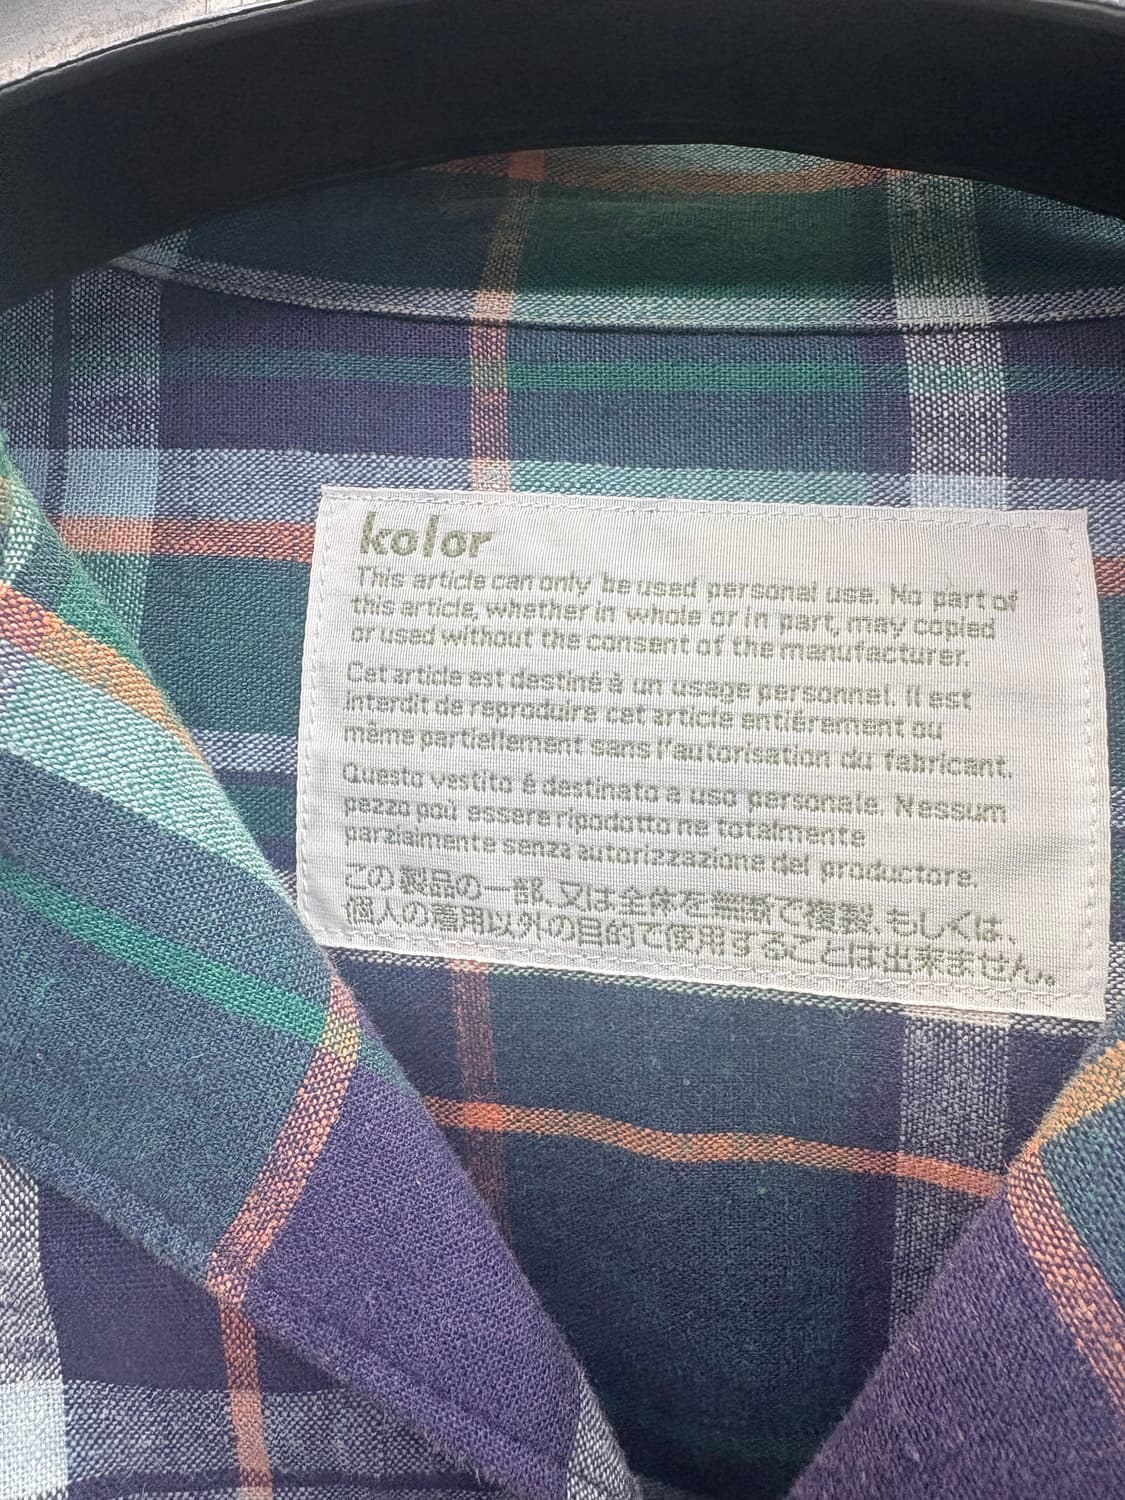 kolor
This article can only be used personal use. No part of
this article, whether in whole or in part, may copied
or used without the consent of the manufacturer.
Cet article est destiné à un usage personnel. Il est
interdit de reproduire cet article entiérement ou
même partiellement sans l'autorisation du fabricant.
Questo vestito é destinato a uso personale. Nessum
pezzo poù essere ripodotto ne totalmente
parzialmente senza autorizzazione del productore.
この製品の一部、又は全体を無断で複製、もしくは、
個人の着用以外の目的で使用することは出来ません。